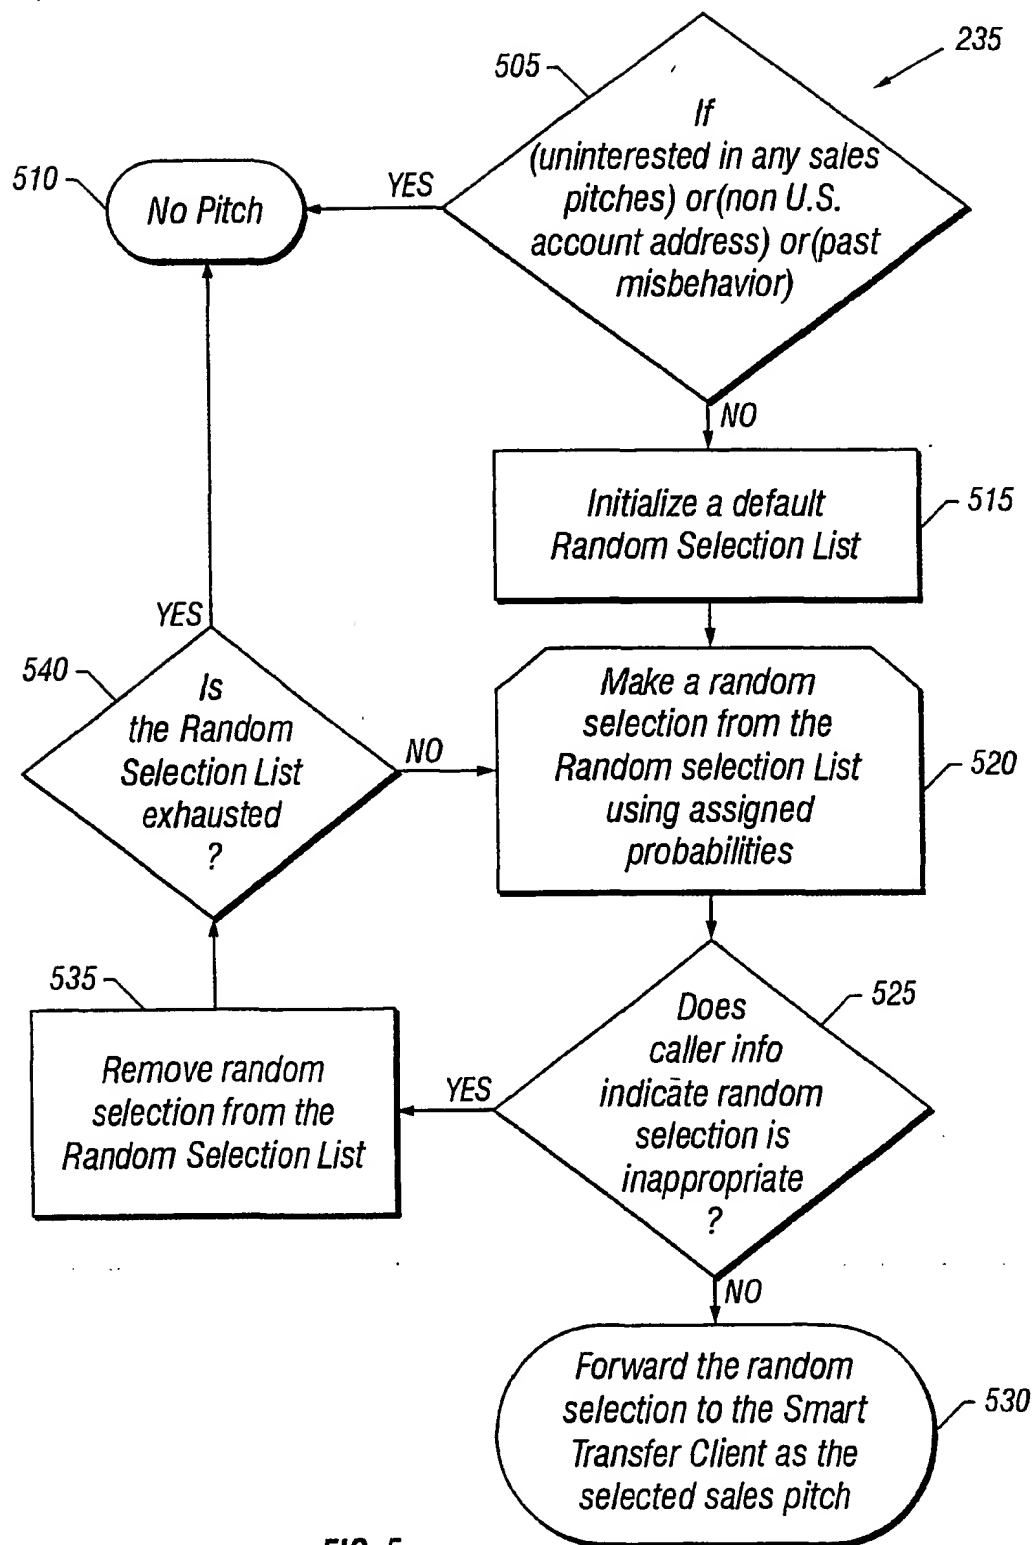 235
505
If
(uninterested in any sales
pitches) or(non U.S.
account address) or(past
misbehavior)
YES
510
No Pitch
NO
Initialize a default
Random Selection List
515
YES
540
Is
the Random
Selection List
exhausted
?
NO
Make a random
selection from the
Random selection List
using assigned
probabilities
520
535
Remove random
selection from the
Random Selection List
YES
Does
caller info
indicate random
selection is
inappropriate
?
525
NO
Forward the random
selection to the Smart
Transfer Client as the
selected sales pitch
530
FIG. 5